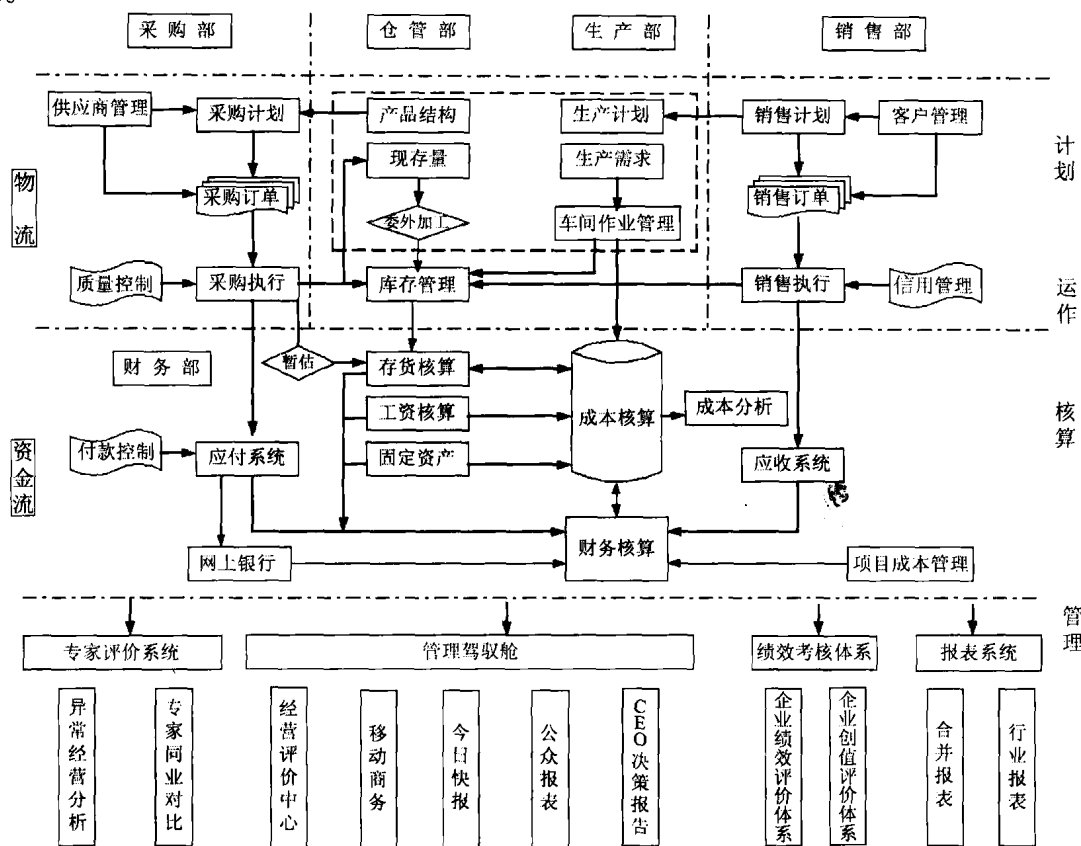 采购部
仓管部
生产部
销售部
供应商管理
采购计划
产品结构
生产计划
销售计划
客户管理
计划
现存量
生产需求
物流
采购订单
委外加工
车间作业管理
销售订单
质量控制
采购执行
库存管理
销售执行
信用管理
运作
财务部
暂估
存货核算
工资核算
成本核算
成本分析
核算
资金流
付款控制
应付系统
固定资产
应收系统
网上银行
财务核算
项目成本管理
管理
专家评价系统
管理驾驭舱
绩效考核体系
报表系统
异常经营分析
专家同业对比
经营评价中心
移动商务
今日快报
公众报表
CEO决策报告
企业绩效评价体系
企业创值评价体系
合并报表
行业报表